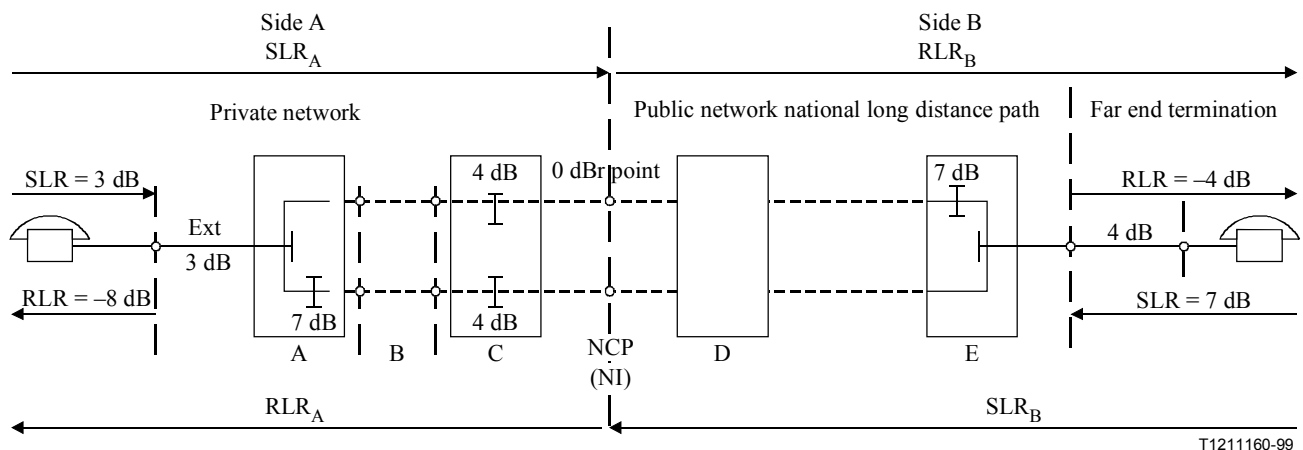 Side A
SLR_A
Side B
RLR_B
Private network
Public network national long distance path
Far end termination
SLR = 3 dB
4 dB
0 dBr point
7 dB
RLR = –4 dB
Ext
3 dB
4 dB
RLR = –8 dB
7 dB
4 dB
SLR = 7 dB
A
B
C
NCP
(NI)
D
E
RLR_A
SLR_B
T1211160-99